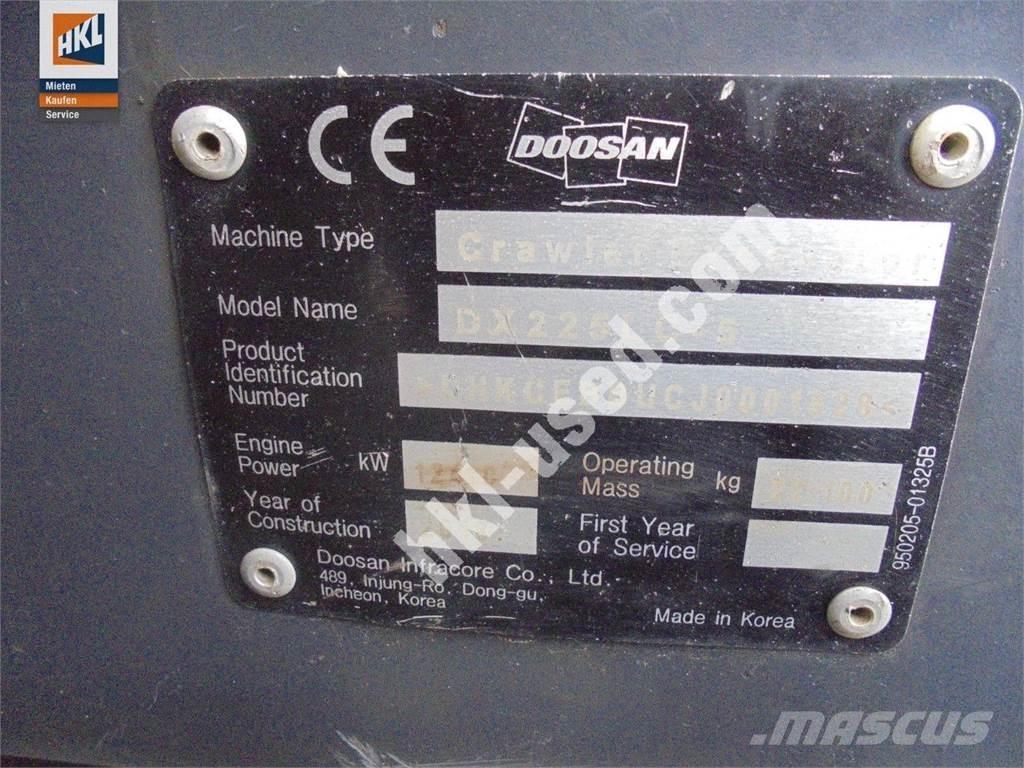 HKL
Mieten
Kaufen
Service
CE
DOOSAN
Machine Type Crawler
Model Name
Product
Identification
Number
Engine
Power kW
Operating
Mass kg 22 100
Year of
Construction
First Year
of Service
Doosan Infracore Co., Ltd.
489, Injung-Ro, Dong-gu,
Incheon, Korea
Made in Korea
950205-01325B
hkl-used.com
MASCUS